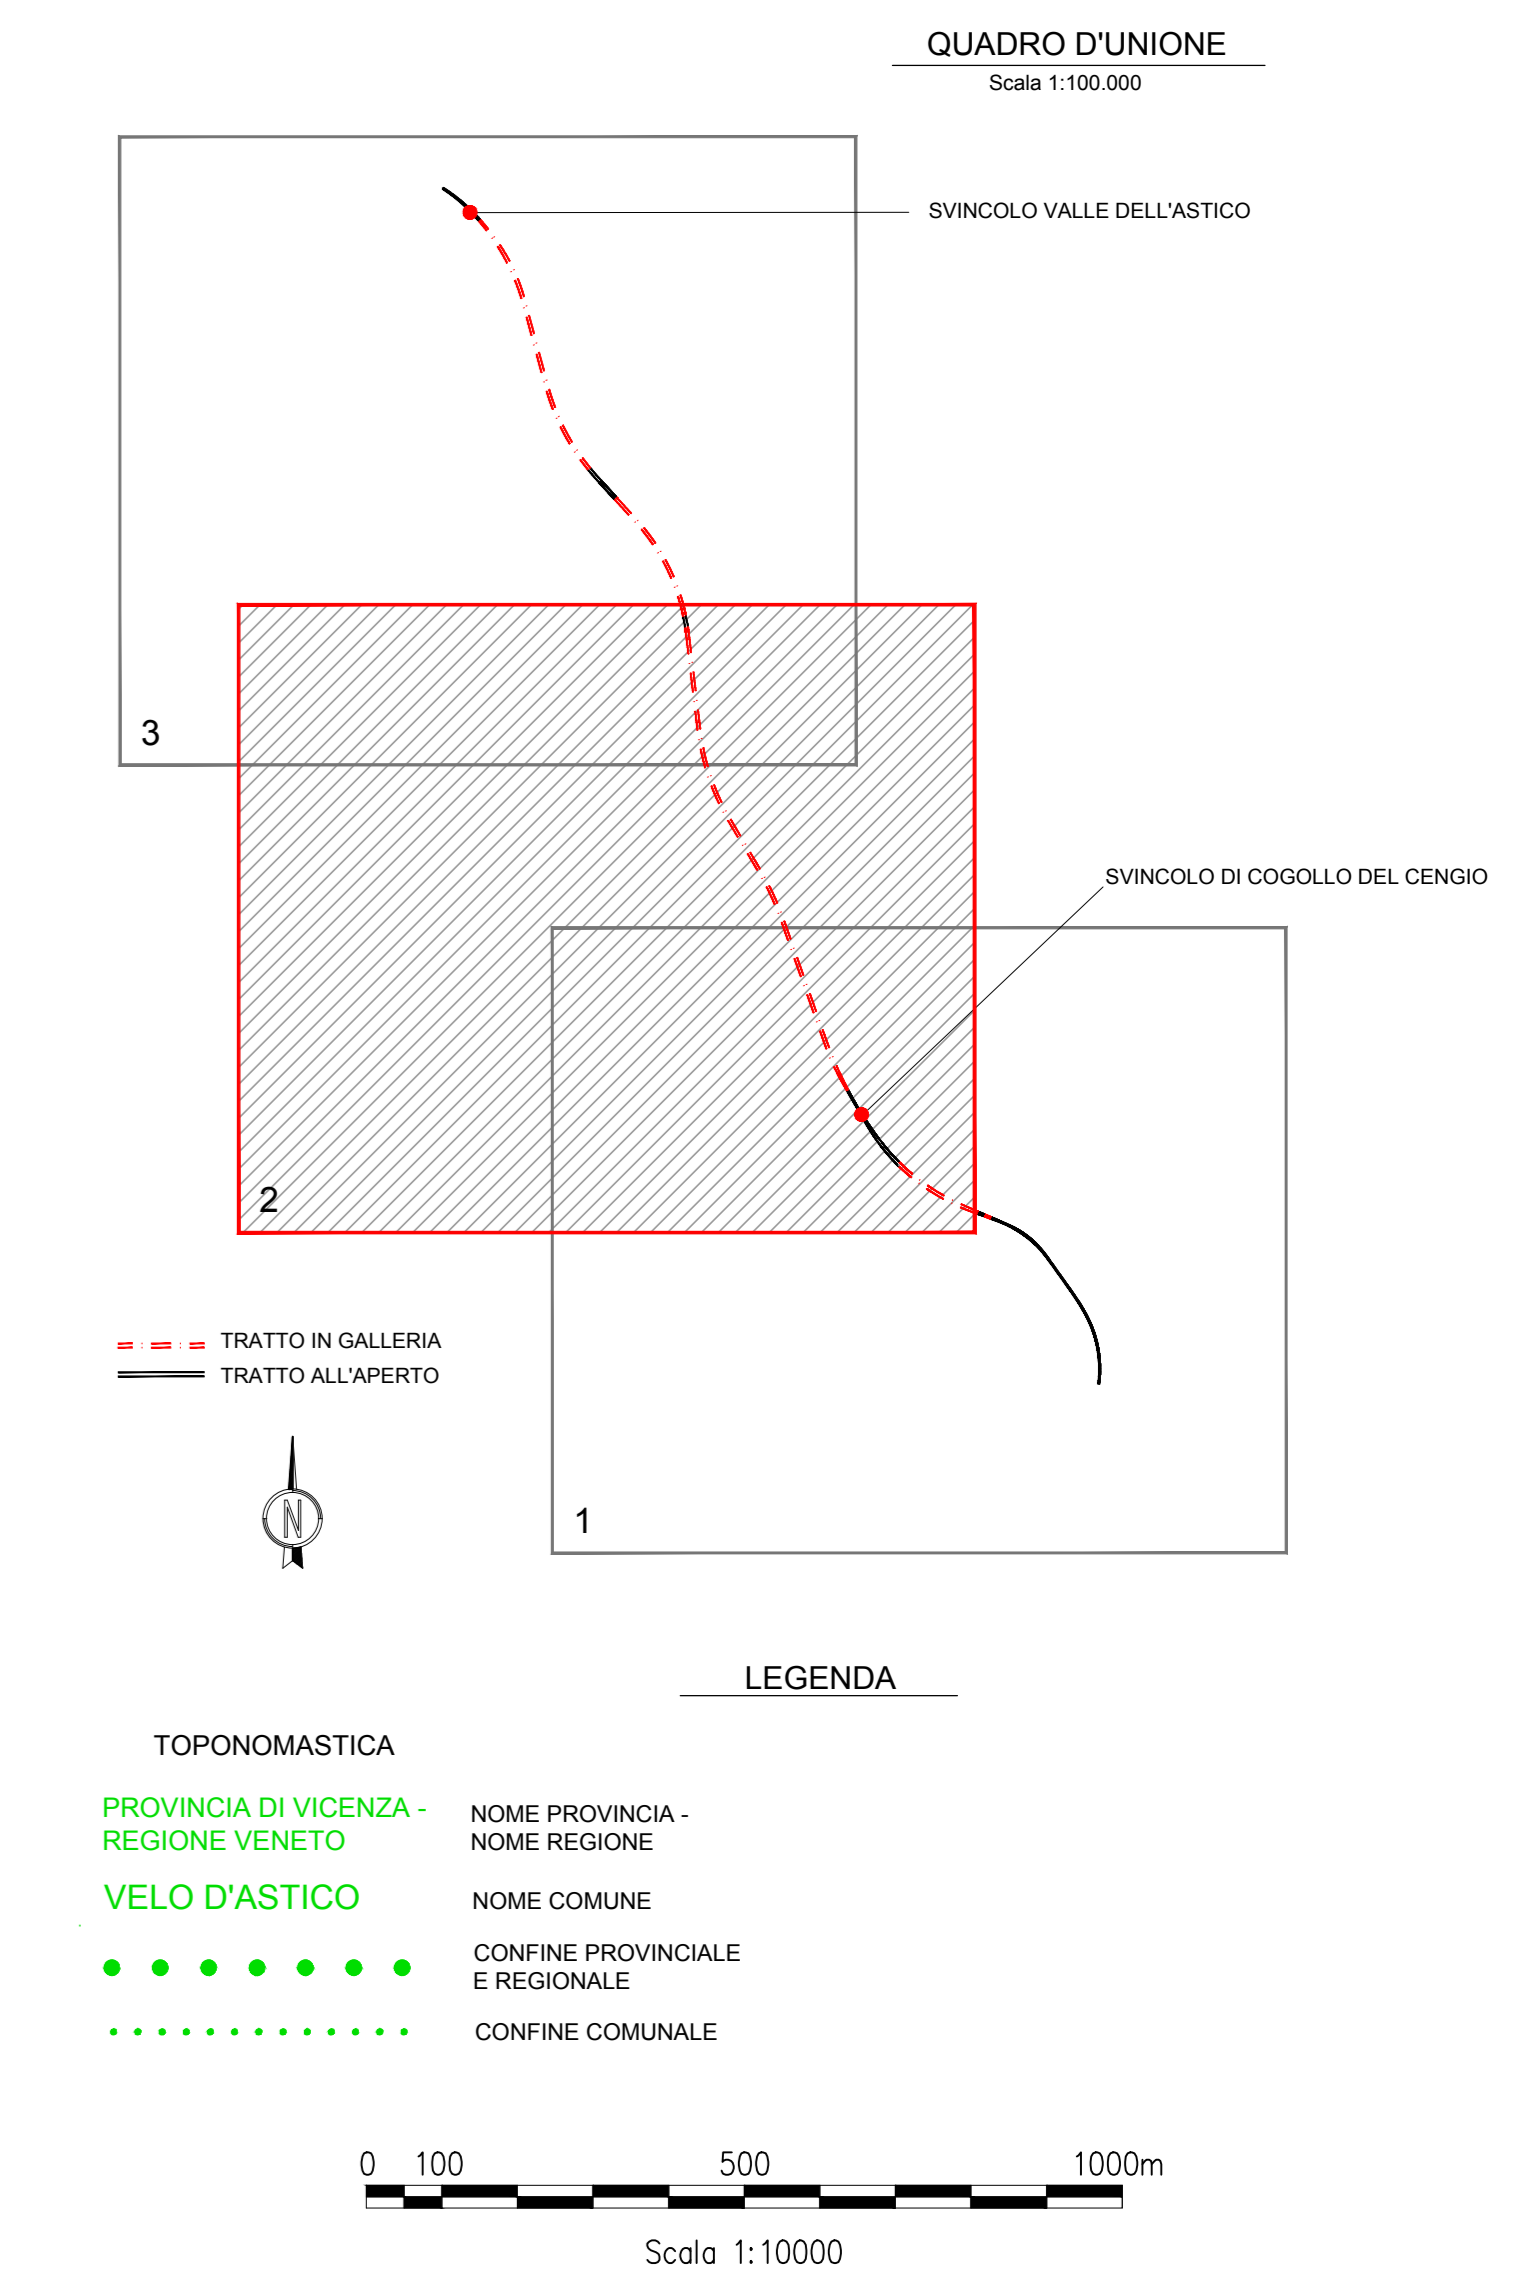 QUADRO D'UNIONE
Scala 1:100.000
SVINCOLO VALLE DELL'ASTICO
3
SVINCOLO DI COGOLLO DEL CENGIO
2
TRATTO IN GALLERIA
TRATTO ALL'APERTO
N
1
LEGENDA
TOPONOMASTICA
PROVINCIA DI VICENZA -
REGIONE VENETO
NOME PROVINCIA -
NOME REGIONE
VELO D'ASTICO
NOME COMUNE
CONFINE PROVINCIALE
E REGIONALE
CONFINE COMUNALE
0 100 500 1000m
Scala 1:10000